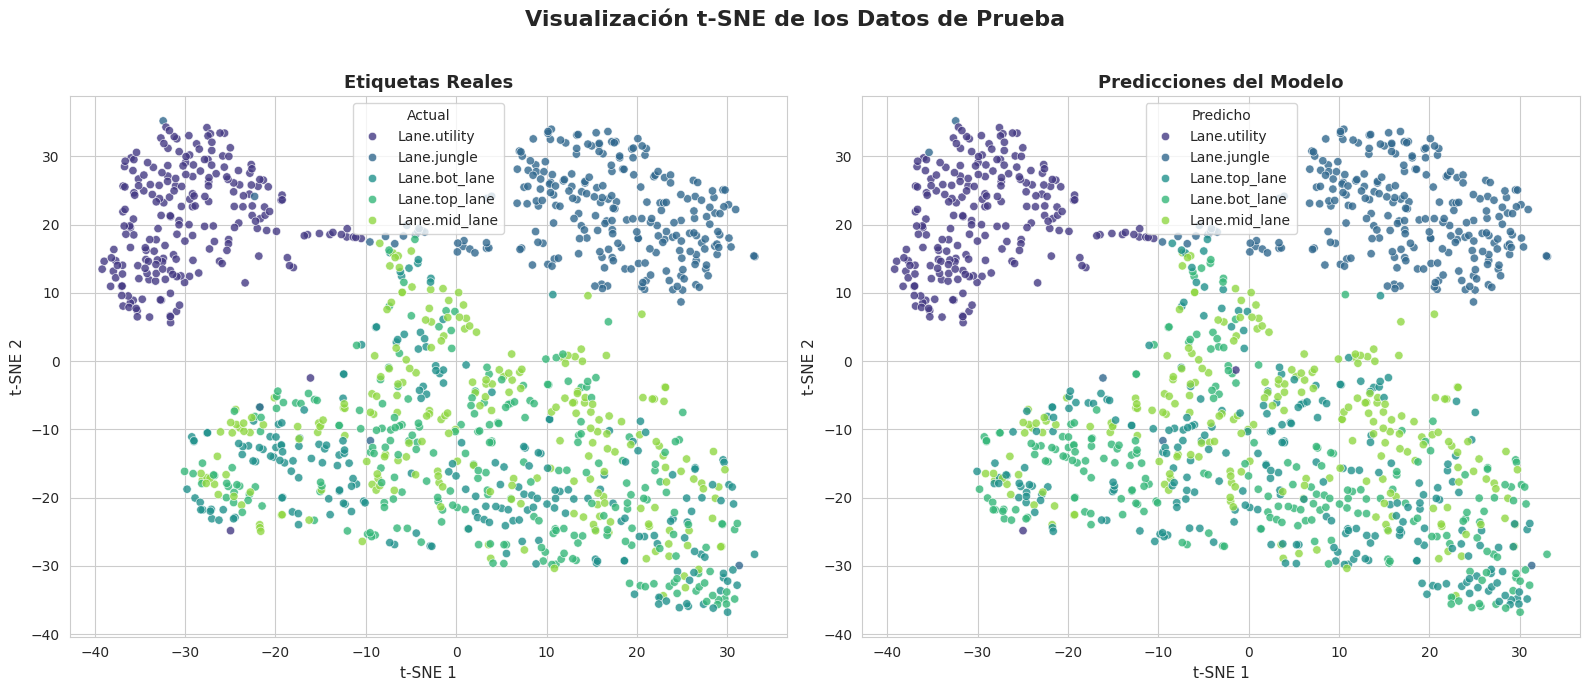 Visualización t-SNE de los Datos de Prueba
Etiquetas Reales
Actual
Lane.utility
Lane.jungle
Lane.bot_lane
Lane.top_lane
Lane.mid_lane
30
20
10
0
−10
−20
−30
−40
t-SNE 2
−40 −30 −20 −10 0 10 20 30
t-SNE 1
Predicciones del Modelo
Predicho
Lane.utility
Lane.jungle
Lane.top_lane
Lane.bot_lane
Lane.mid_lane
30
20
10
0
−10
−20
−30
−40
t-SNE 2
−40 −30 −20 −10 0 10 20 30
t-SNE 1